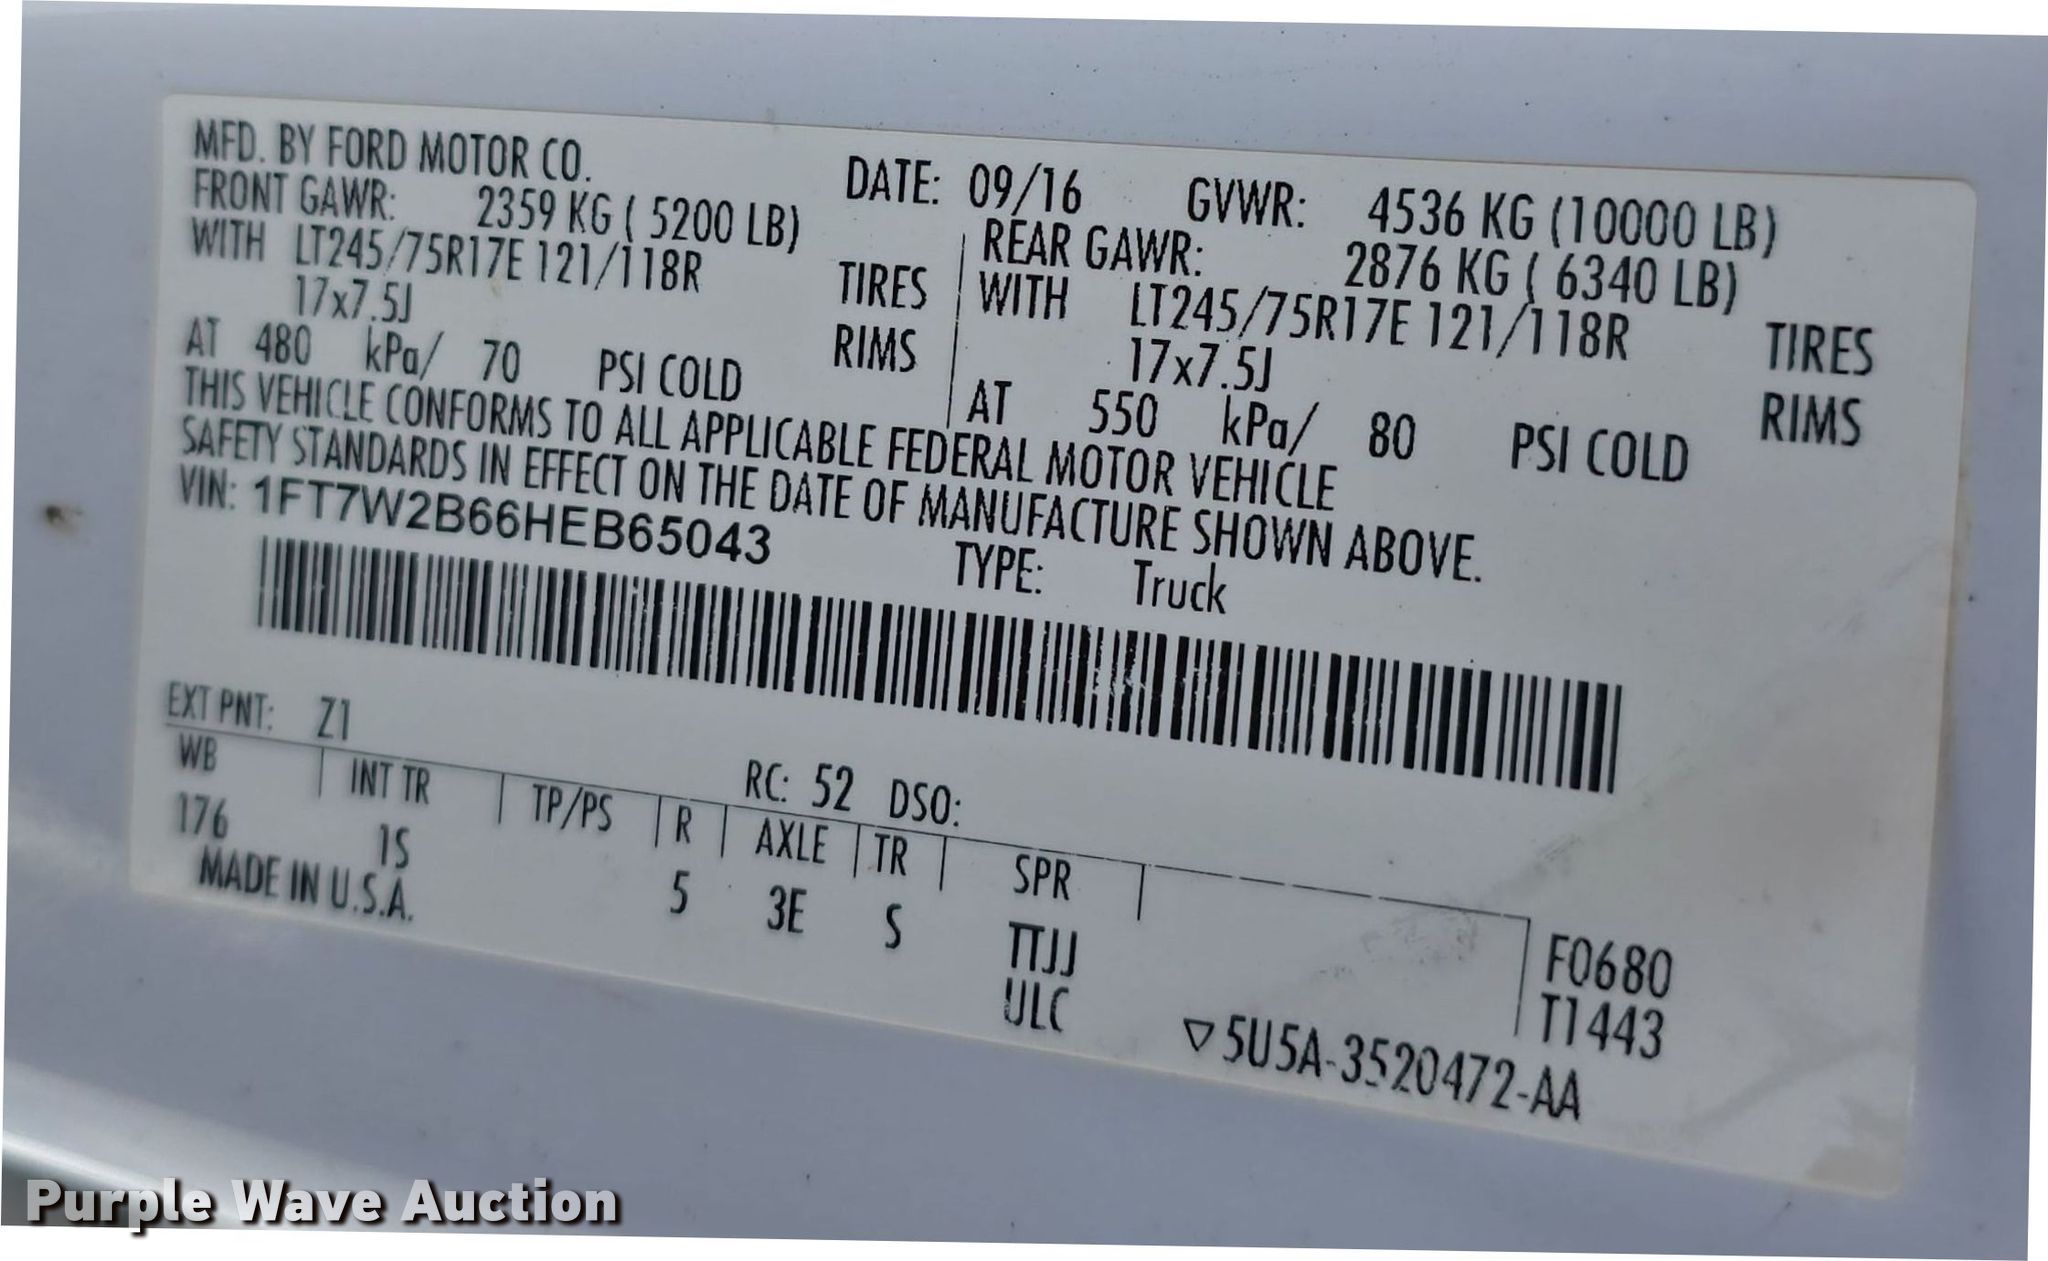 MFD. BY FORD MOTOR CO.
DATE: 09/16 GVWR: 4536 KG (10000 LB)
FRONT GAWR: 2359 KG ( 5200 LB)
WITH LT245/75R17E 121/118R TIRES
17x7.5J RIMS
AT 480 kPa/ 70 PSI COLD
REAR GAWR: 2876 KG ( 6340 LB)
WITH LT245/75R17E 121/118R TIRES
17x7.5J RIMS
AT 550 kPa/ 80 PSI COLD
THIS VEHICLE CONFORMS TO ALL APPLICABLE FEDERAL MOTOR VEHICLE
SAFETY STANDARDS IN EFFECT ON THE DATE OF MANUFACTURE SHOWN ABOVE.
VIN: 1FT7W2B66HEB65043
TYPE: Truck
EXT PNT: Z1 RC: 52 DSO:
WB INT TR TP/PS R AXLE TR SPR
176 1S 5 3E S TTJJ
ULC
F0680
T1443
MADE IN U.S.A.
▽5U5A-3520472-AA
Purple Wave Auction